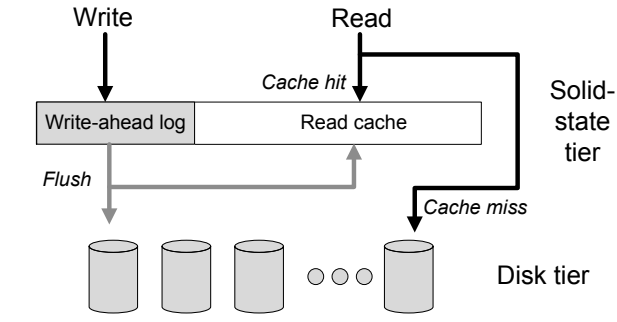 Write
Read
Cache hit
Write-ahead log
Read cache
Solid-
state
tier
Flush
Cache miss
Disk tier